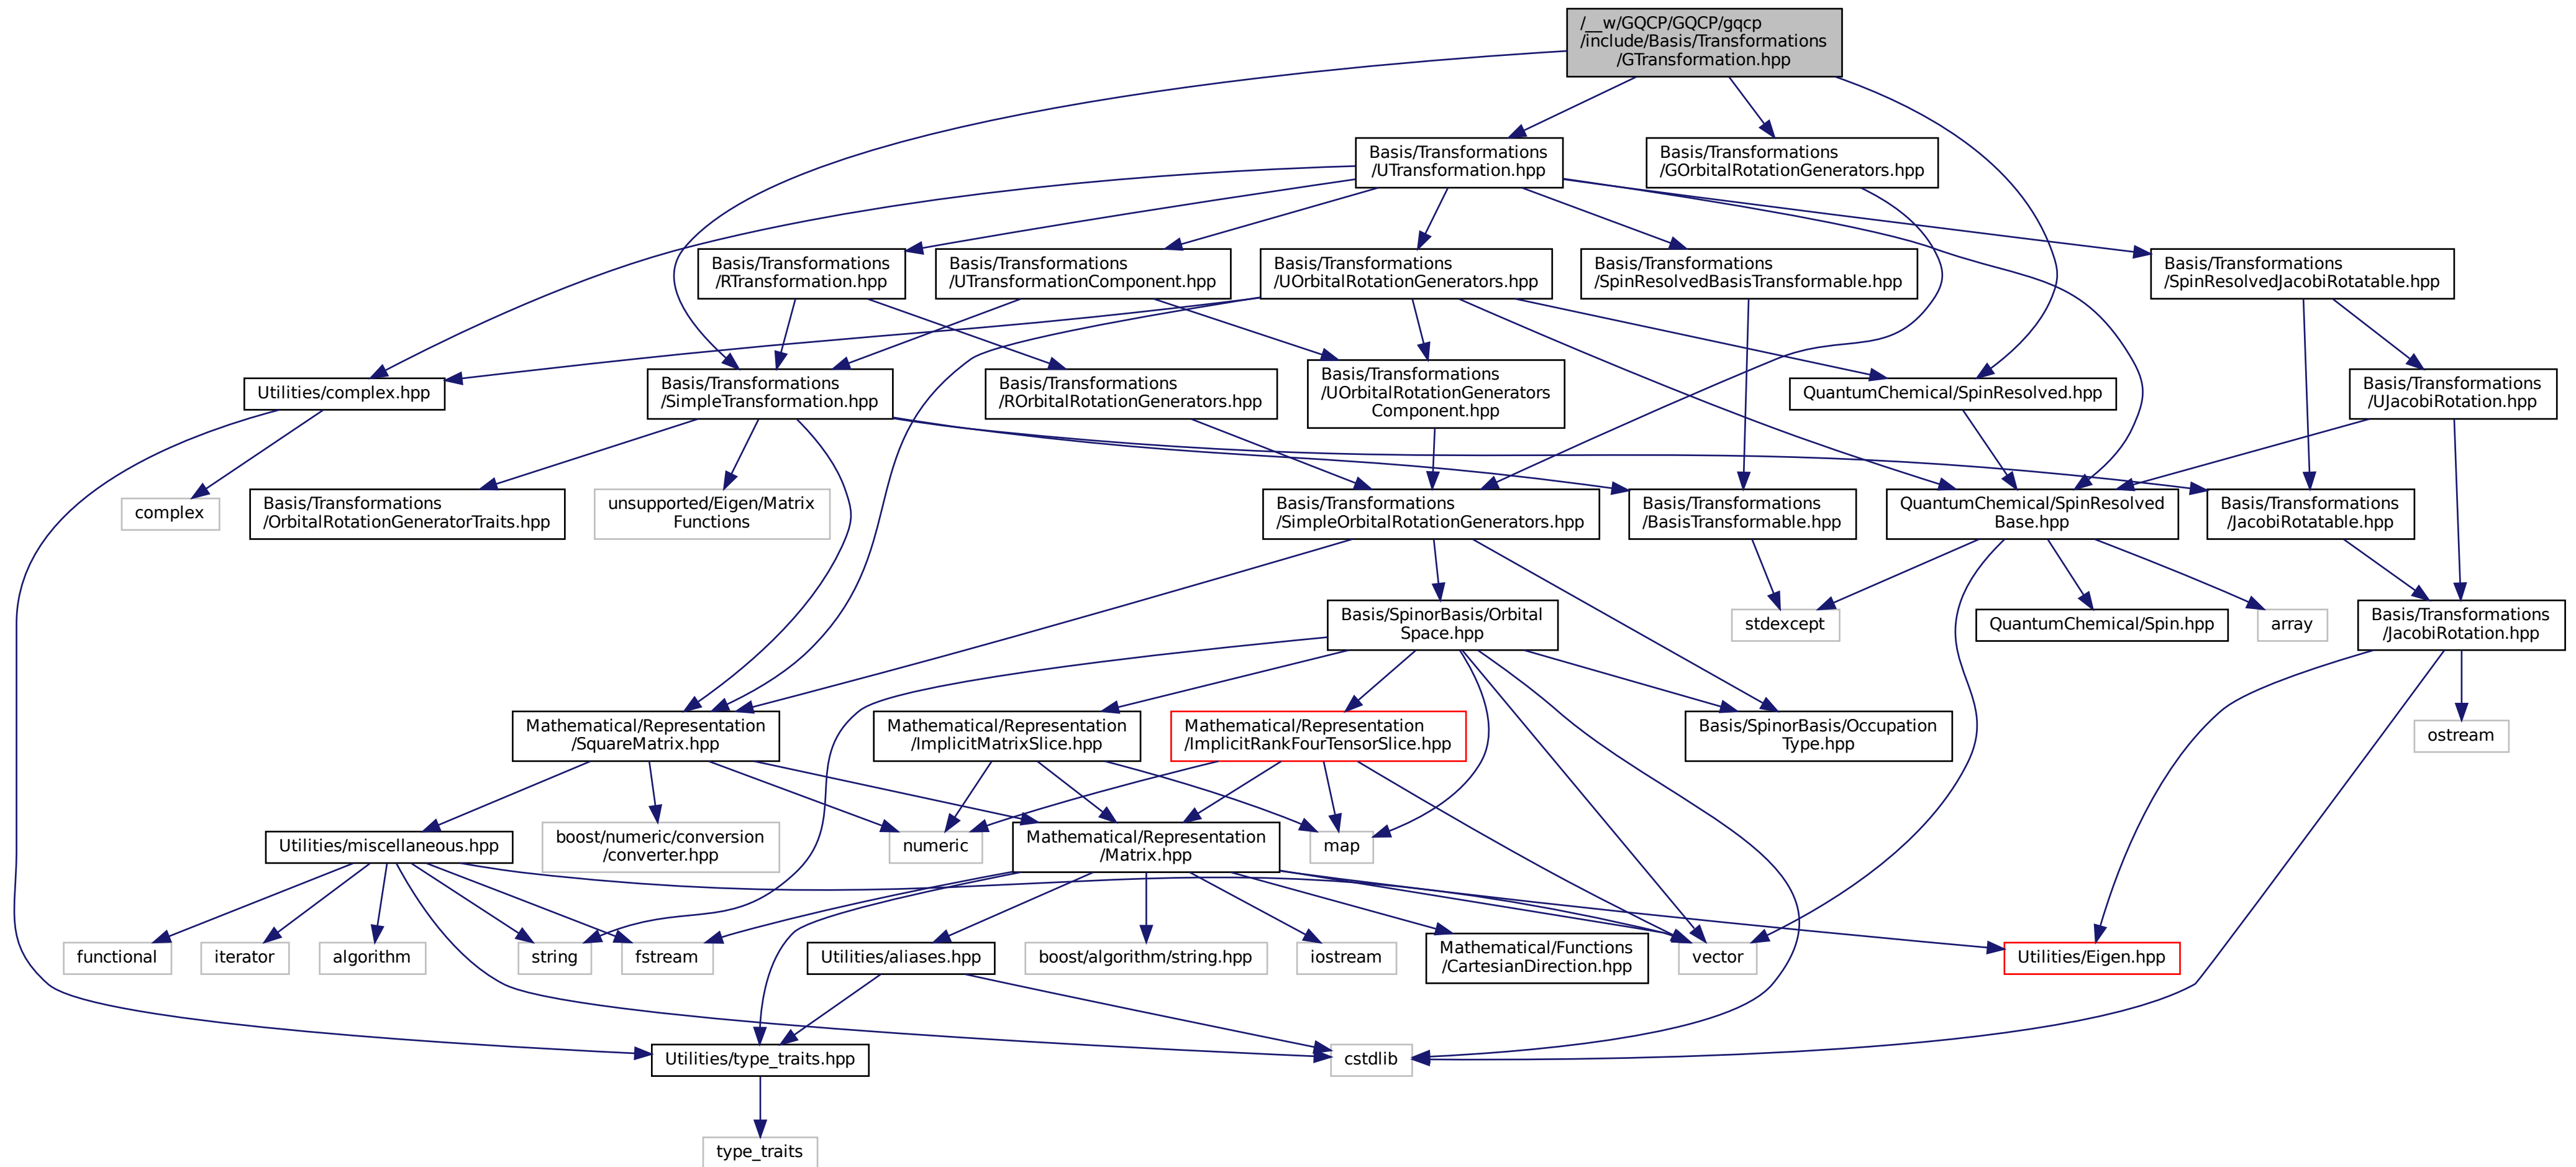 /__w/GQCP/GQCP/gqcp
/include/Basis/Transformations
/GTransformation.hpp
Basis/Transformations
/UTransformation.hpp
Basis/Transformations
/GOrbitalRotationGenerators.hpp
Basis/Transformations
/RTransformation.hpp
Basis/Transformations
/UTransformationComponent.hpp
Basis/Transformations
/UOrbitalRotationGenerators.hpp
Basis/Transformations
/SpinResolvedBasisTransformable.hpp
Basis/Transformations
/SpinResolvedJacobiRotatable.hpp
Utilities/complex.hpp
Basis/Transformations
/SimpleTransformation.hpp
Basis/Transformations
/ROrbitalRotationGenerators.hpp
Basis/Transformations
/UOrbitalRotationGenerators
Component.hpp
QuantumChemical/SpinResolved.hpp
Basis/Transformations
/UJacobiRotation.hpp
complex
Basis/Transformations
/OrbitalRotationGeneratorTraits.hpp
unsupported/Eigen/Matrix
Functions
Basis/Transformations
/SimpleOrbitalRotationGenerators.hpp
Basis/Transformations
/BasisTransformable.hpp
QuantumChemical/SpinResolved
Base.hpp
Basis/Transformations
/JacobiRotatable.hpp
Basis/SpinorBasis/Orbital
Space.hpp
stdexcept
QuantumChemical/Spin.hpp
array
Basis/Transformations
/JacobiRotation.hpp
Mathematical/Representation
/SquareMatrix.hpp
Mathematical/Representation
/ImplicitMatrixSlice.hpp
Mathematical/Representation
/ImplicitRankFourTensorSlice.hpp
Basis/SpinorBasis/Occupation
Type.hpp
ostream
Utilities/miscellaneous.hpp
boost/numeric/conversion
/converter.hpp
numeric
Mathematical/Representation
/Matrix.hpp
map
functional
iterator
algorithm
string
fstream
Utilities/aliases.hpp
boost/algorithm/string.hpp
iostream
Mathematical/Functions
/CartesianDirection.hpp
vector
Utilities/Eigen.hpp
Utilities/type_traits.hpp
cstdlib
type_traits